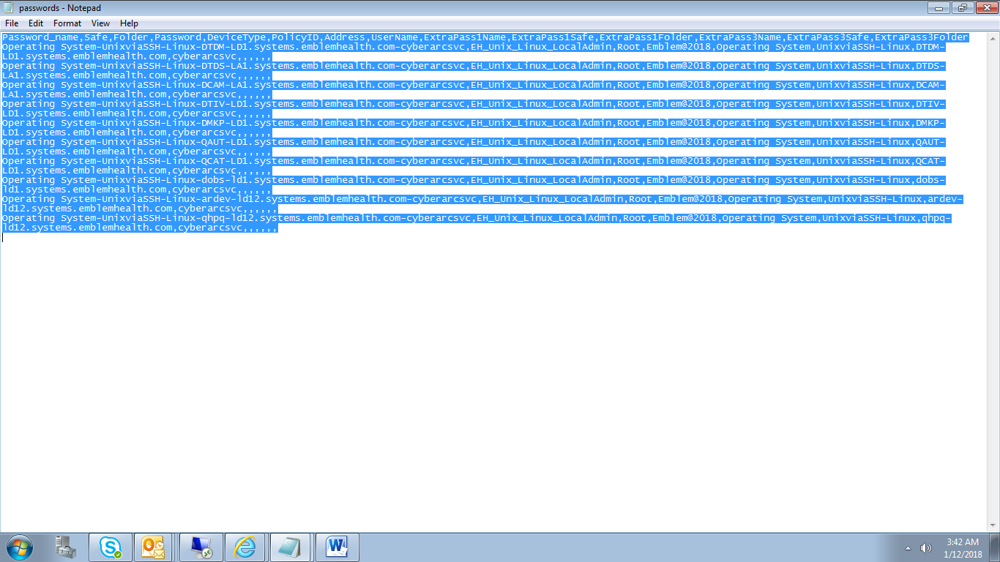 passwords - Notepad
File Edit Format View Help
Password_name,Safe,Folder,Password,DeviceType,PolicyID,Address,UserName,ExtraPass1Name,ExtraPass1Safe,ExtraPass1Folder,ExtraPass3Name,ExtraPass3Safe,ExtraPass3Folder
Operating System-UnixviaSSH-Linux-DTDM-LD1.systems.emblemhealth.com-cyberarcsvc,EH_Unix_Linux_LocalAdmin,Root,Emblem@2018,Operating System,UnixviaSSH-Linux,DTDM-
LD1.systems.emblemhealth.com,cyberarcsvc,,,,,,
Operating System-UnixviaSSH-Linux-DTDS-LA1.systems.emblemhealth.com-cyberarcsvc,EH_Unix_Linux_LocalAdmin,Root,Emblem@2018,Operating System,UnixviaSSH-Linux,DTDS-
LA1.systems.emblemhealth.com,cyberarcsvc,,,,,,
Operating System-UnixviaSSH-Linux-DCAM-LA1.systems.emblemhealth.com-cyberarcsvc,EH_Unix_Linux_LocalAdmin,Root,Emblem@2018,Operating System,UnixviaSSH-Linux,DCAM-
LA1.systems.emblemhealth.com,cyberarcsvc,,,,,,
Operating System-UnixviaSSH-Linux-DTIV-LD1.systems.emblemhealth.com-cyberarcsvc,EH_Unix_Linux_LocalAdmin,Root,Emblem@2018,Operating System,UnixviaSSH-Linux,DTIV-
LD1.systems.emblemhealth.com,cyberarcsvc,,,,,,
Operating System-UnixviaSSH-Linux-DMKP-LD1.systems.emblemhealth.com-cyberarcsvc,EH_Unix_Linux_LocalAdmin,Root,Emblem@2018,Operating System,UnixviaSSH-Linux,DMKP-
LD1.systems.emblemhealth.com,cyberarcsvc,,,,,,
Operating System-UnixviaSSH-Linux-QAUT-LD1.systems.emblemhealth.com-cyberarcsvc,EH_Unix_Linux_LocalAdmin,Root,Emblem@2018,Operating System,UnixviaSSH-Linux,QAUT-
LD1.systems.emblemhealth.com,cyberarcsvc,,,,,,
Operating System-UnixviaSSH-Linux-QCAT-LD1.systems.emblemhealth.com-cyberarcsvc,EH_Unix_Linux_LocalAdmin,Root,Emblem@2018,Operating System,UnixviaSSH-Linux,QCAT-
LD1.systems.emblemhealth.com,cyberarcsvc,,,,,,
Operating System-UnixviaSSH-Linux-dobs-ld1.systems.emblemhealth.com-cyberarcsvc,EH_Unix_Linux_LocalAdmin,Root,Emblem@2018,Operating System,UnixviaSSH-Linux,dobs-
ld1.systems.emblemhealth.com,cyberarcsvc,,,,,,
Operating System-UnixviaSSH-Linux-ardev-ld12.systems.emblemhealth.com-cyberarcsvc,EH_Unix_Linux_LocalAdmin,Root,Emblem@2018,Operating System,UnixviaSSH-Linux,ardev-
ld12.systems.emblemhealth.com,cyberarcsvc,,,,,,
Operating System-UnixviaSSH-Linux-qhpq-ld12.systems.emblemhealth.com-cyberarcsvc,EH_Unix_Linux_LocalAdmin,Root,Emblem@2018,Operating System,UnixviaSSH-Linux,qhpq-
ld12.systems.emblemhealth.com,cyberarcsvc,,,,,,
3:42 AM
1/12/2018